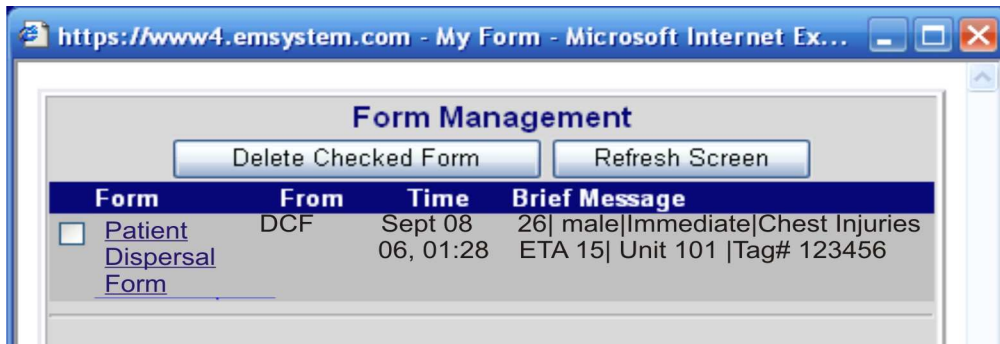 https://www4.emsystem.com - My Form - Microsoft Internet Ex...
Form Management
Delete Checked Form Refresh Screen
Form From Time Brief Message
Patient DCF Sept 08 26| male|Immediate|Chest Injuries
Dispersal 06, 01:28 ETA 15| Unit 101 |Tag# 123456
Form